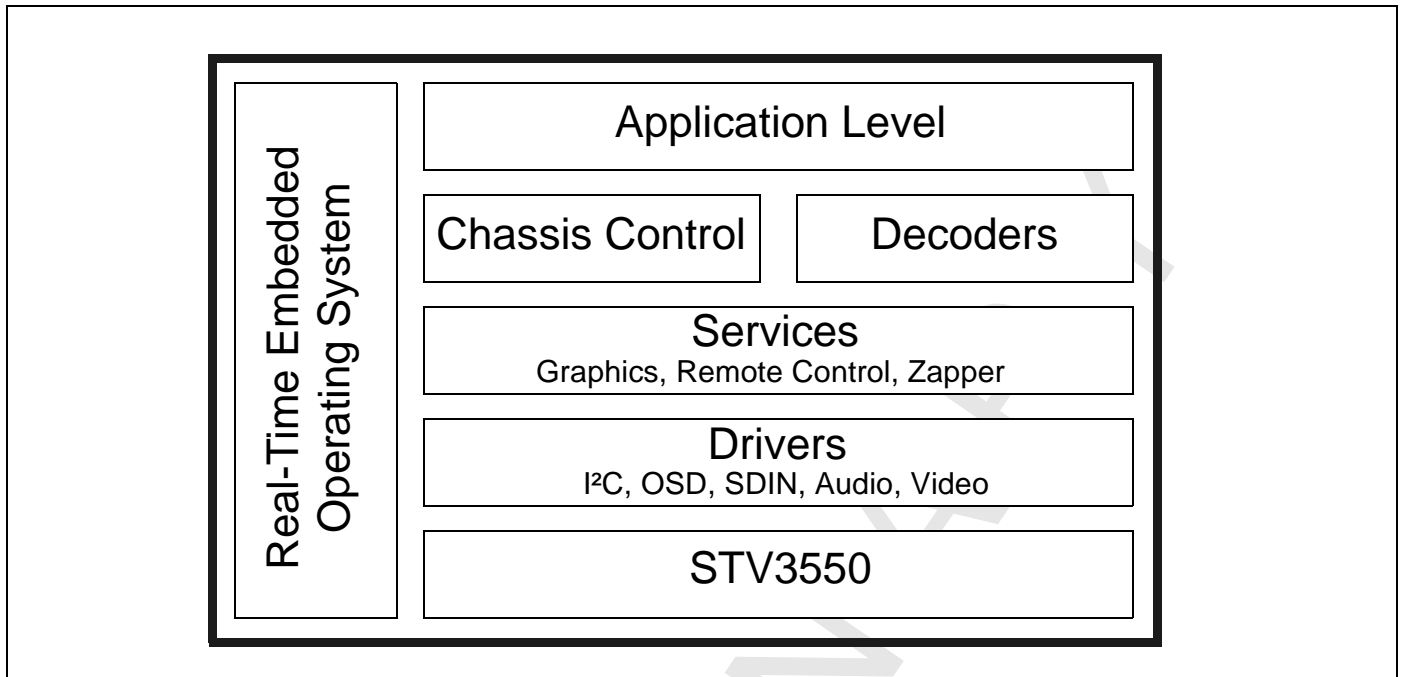 Real-Time Embedded
Operating System
Application Level
Chassis Control
Decoders
Services
Graphics, Remote Control, Zapper
Drivers
I²C, OSD, SDIN, Audio, Video
STV3550